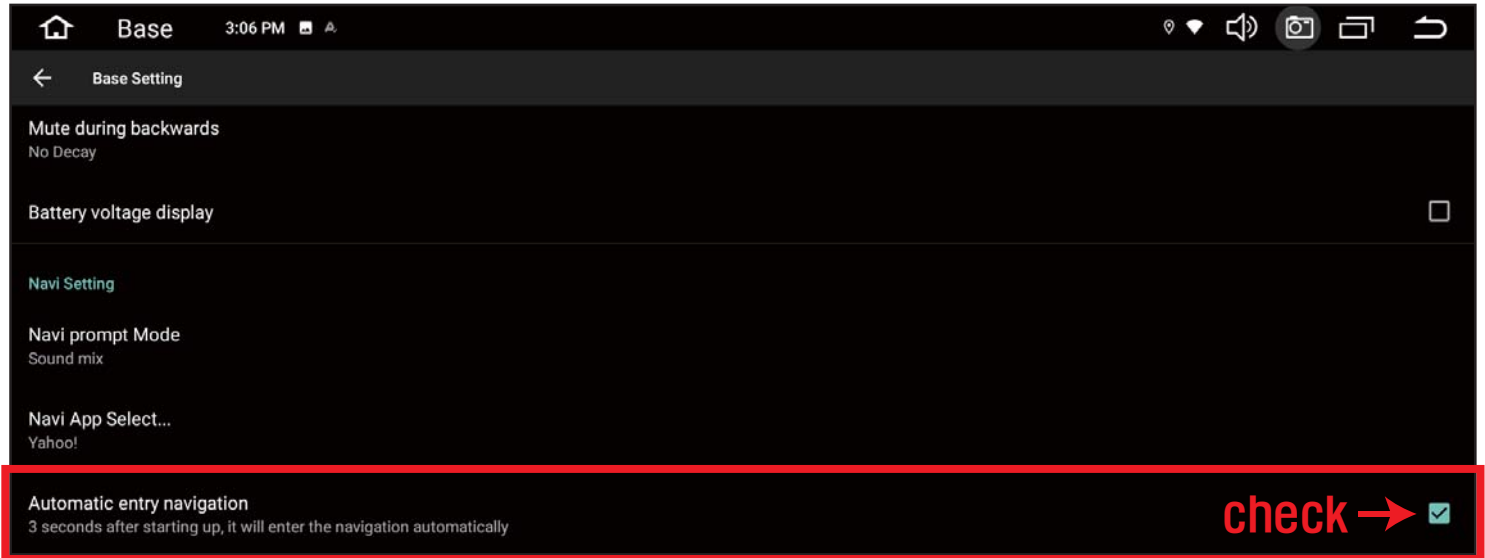 Base 3:06 PM
Base Setting
Mute during backwards
No Decay
Battery voltage display
Navi Setting
Navi prompt Mode
Sound mix
Navi App Select...
Yahoo!
Automatic entry navigation
3 seconds after starting up, it will enter the navigation automatically
check